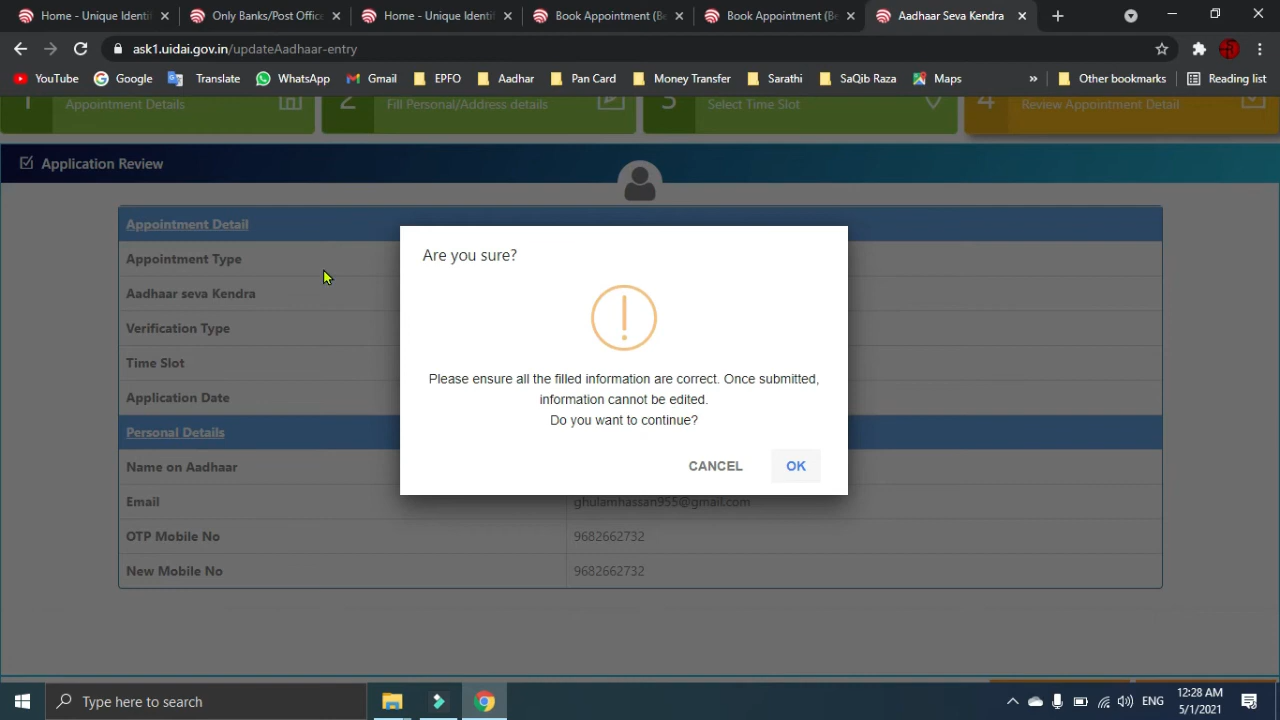 Home - Unique Identif
Only Banks/Post Office
Home - Unique Identif
Book Appointment (Be
Book Appointment (Be
Aadhaar Seva Kendra
ask1.uidai.gov.in/updateAadhaar-entry
YouTube Google Translate WhatsApp Gmail EPFO Aadhar Pan Card Money Transfer Sarathi SaQib Raza Maps » Other bookmarks Reading list
1 Appointment Details
2 Fill Personal/Address details
3 Select Time Slot
4 Review Appointment Detail
Application Review
Appointment Detail
Appointment Type
Aadhaar seva Kendra
Verification Type
Time Slot
Application Date
Personal Details
Name on Aadhaar
Email ghulamhassan955@gmail.com
OTP Mobile No 9682662732
New Mobile No 9682662732
Are you sure?
Please ensure all the filled information are correct. Once submitted,
information cannot be edited.
Do you want to continue?
CANCEL OK
Type here to search
ENG
12:28 AM
5/1/2021